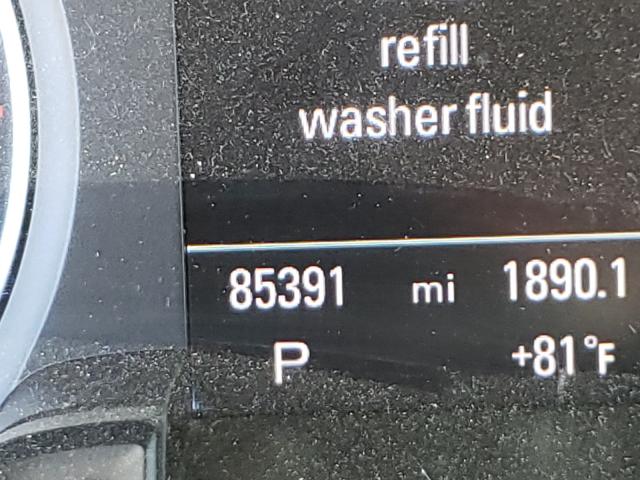 refill
washer fluid
85391 mi 1890.1
P +81°F